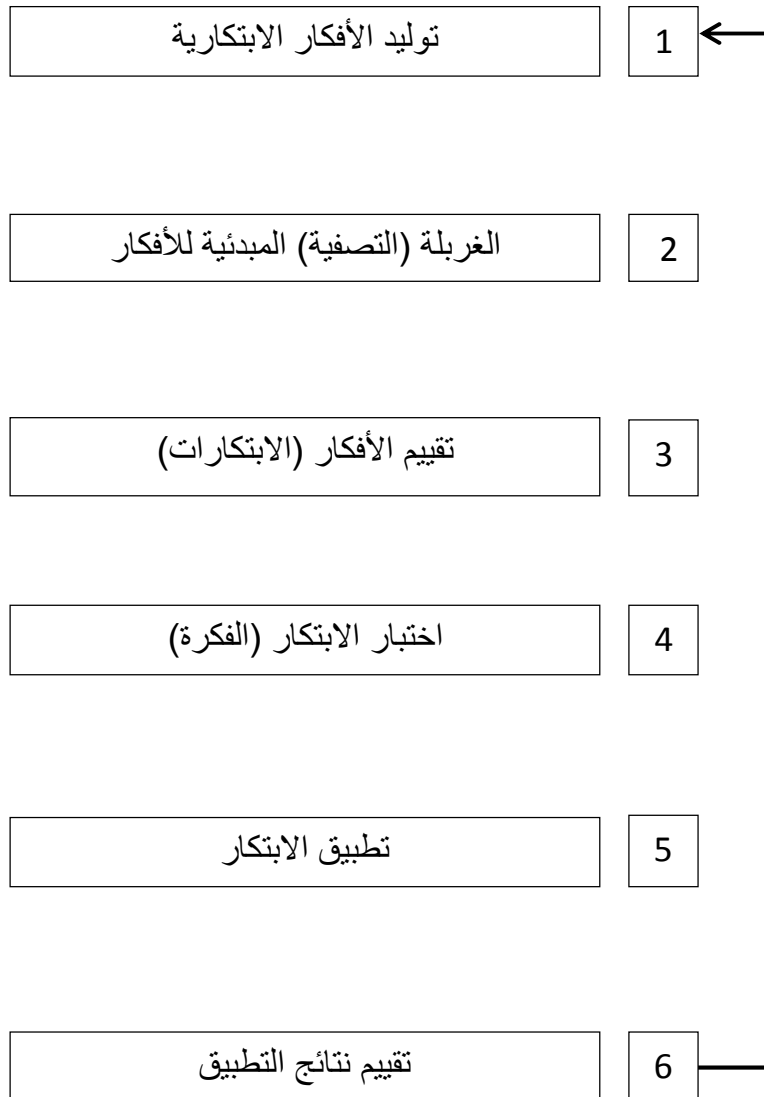 1 توليد الأفكار الابتكارية
2 الغربلة (التصفية) المبدئية للأفكار
3 تقييم الأفكار (الابتكارات)
4 اختبار الابتكار (الفكرة)
5 تطبيق الابتكار
6 تقييم نتائج التطبيق